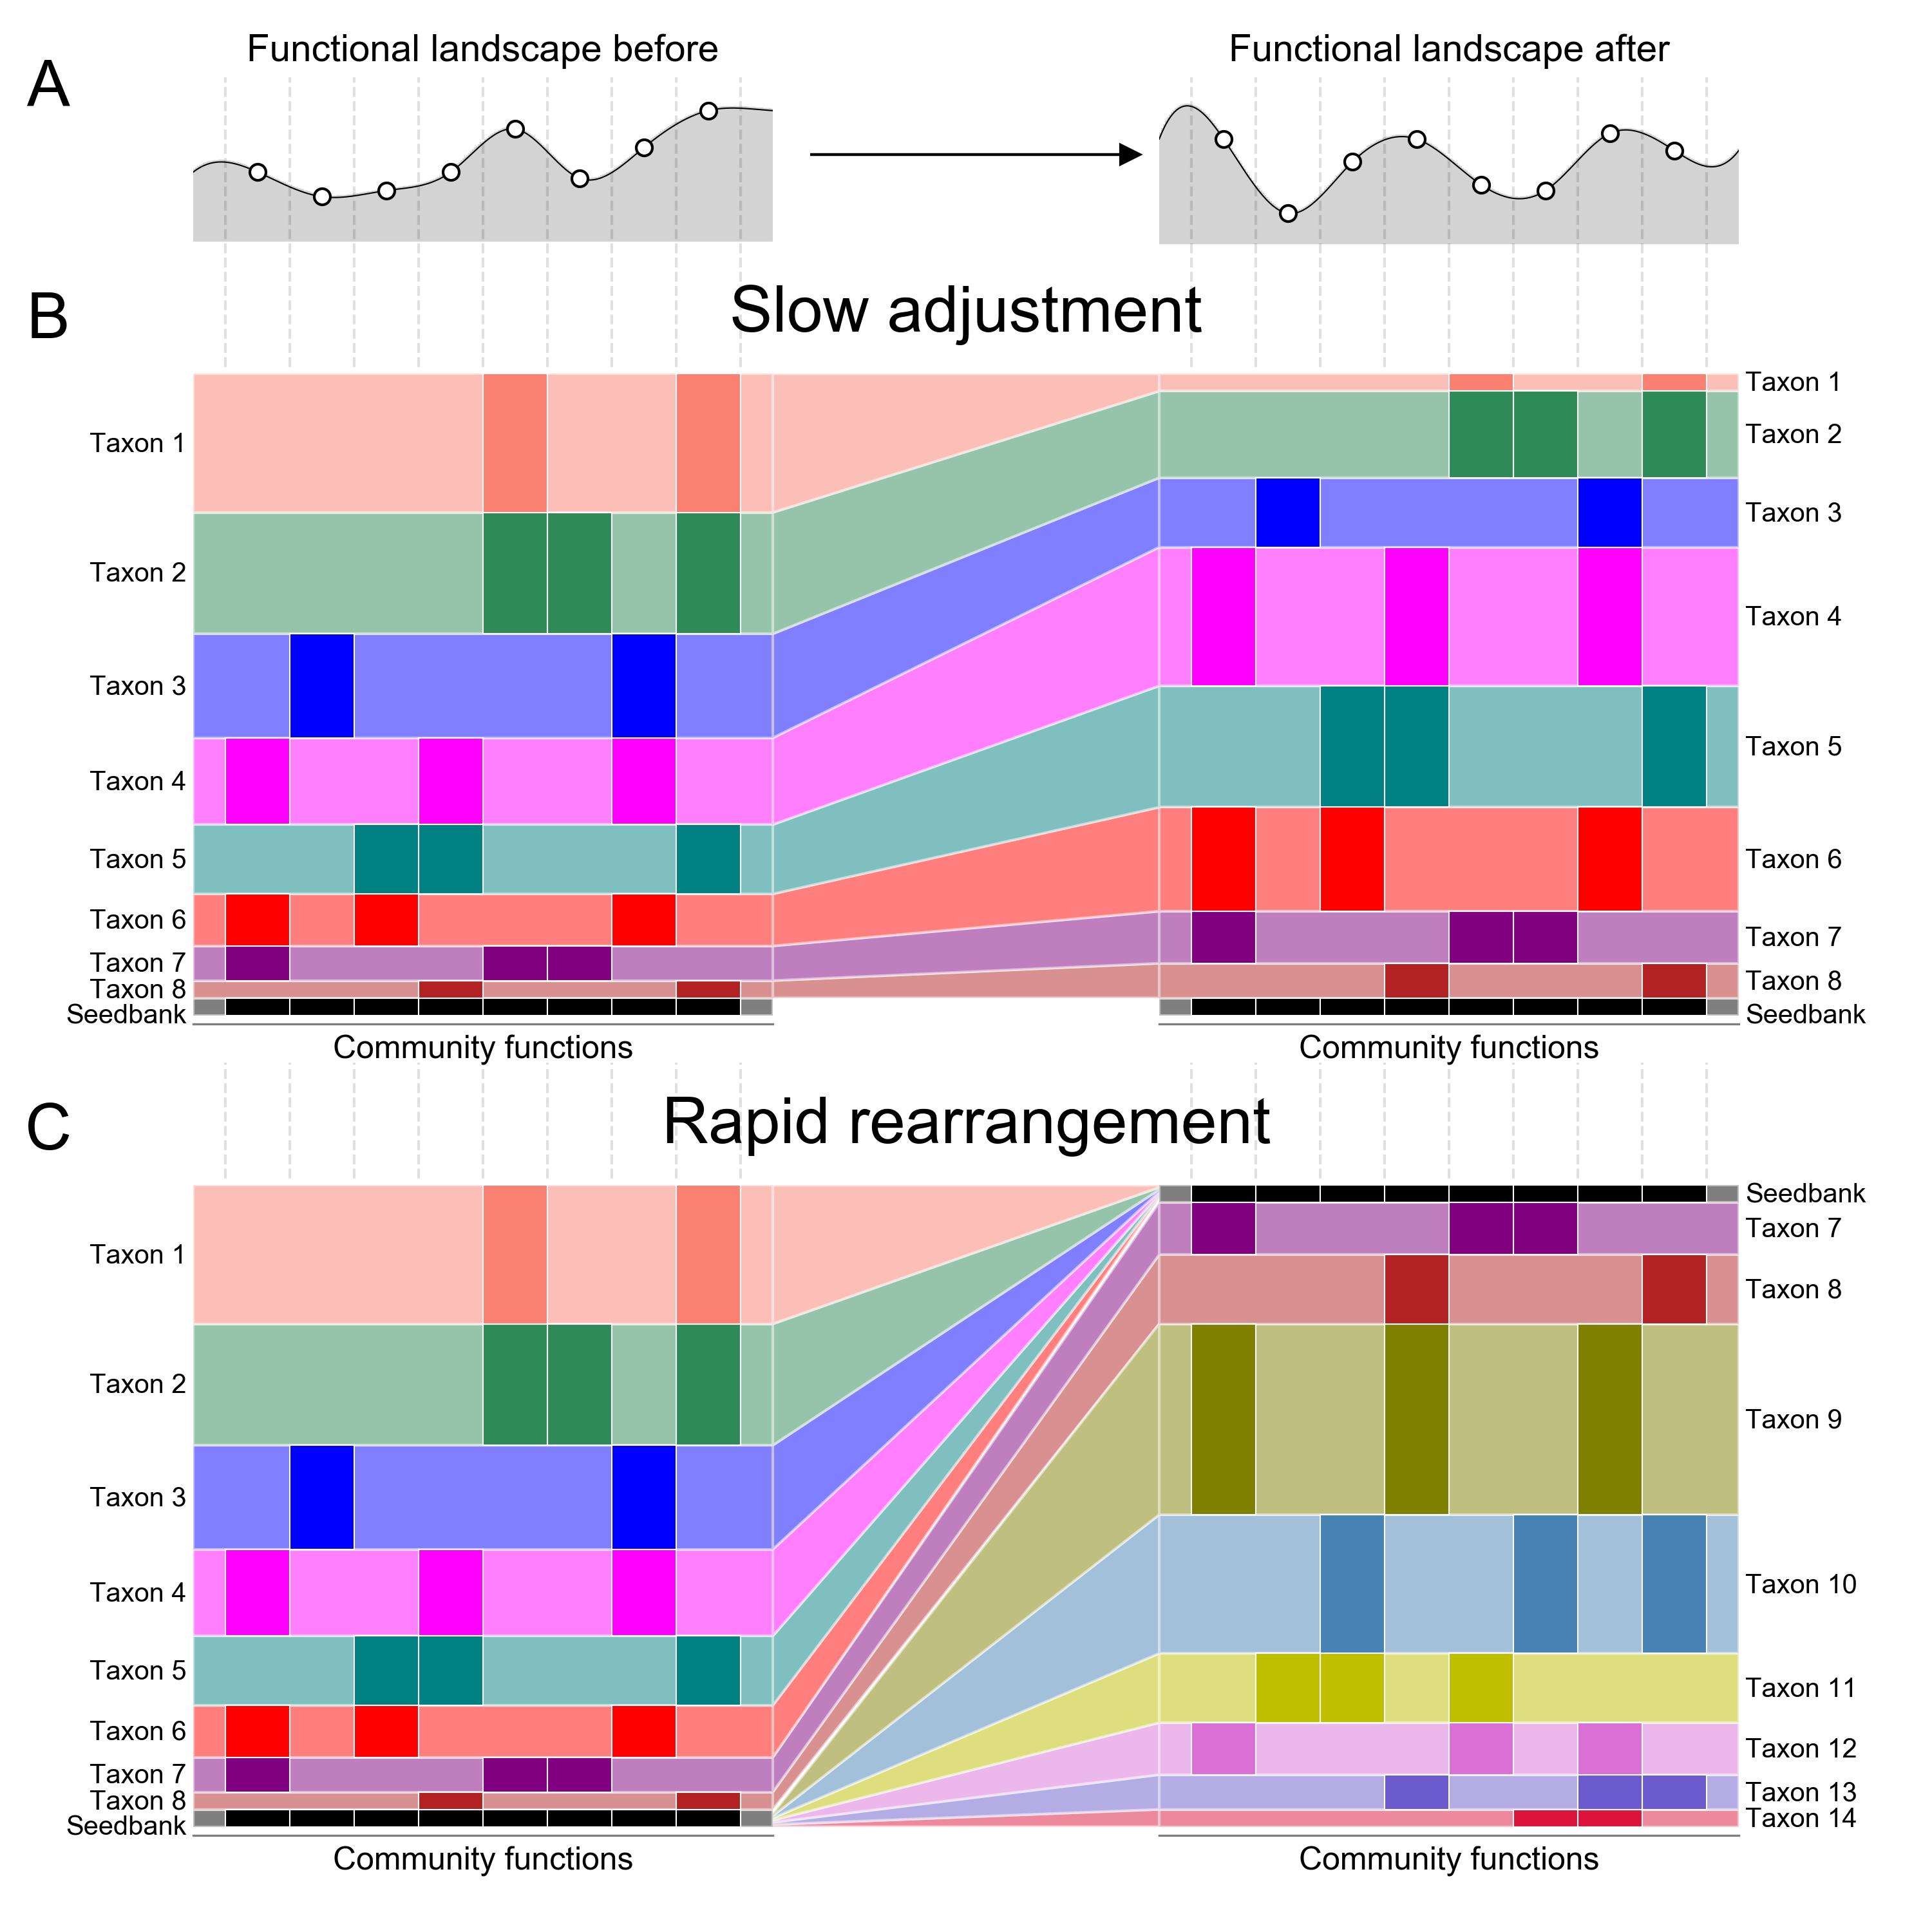 A
Functional landscape before
Functional landscape after
B
Slow adjustment
Taxon 1
Taxon 2
Taxon 3
Taxon 4
Taxon 5
Taxon 6
Taxon 7
Taxon 8
Seedbank
Community functions
Taxon 1
Taxon 2
Taxon 3
Taxon 4
Taxon 5
Taxon 6
Taxon 7
Taxon 8
Seedbank
Community functions
C
Rapid rearrangement
Taxon 1
Taxon 2
Taxon 3
Taxon 4
Taxon 5
Taxon 6
Taxon 7
Taxon 8
Seedbank
Community functions
Seedbank
Taxon 7
Taxon 8
Taxon 9
Taxon 10
Taxon 11
Taxon 12
Taxon 13
Taxon 14
Community functions